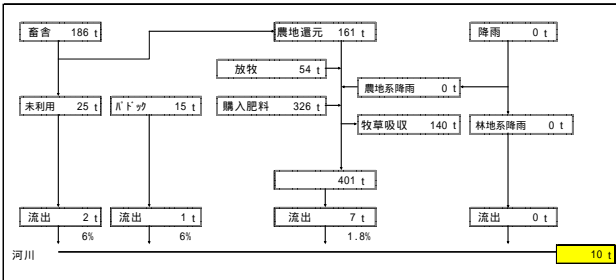 畜舎 186 t 農地還元 161 t 降雨 0 t
放牧 54 t
農地系降雨 0 t
未利用 25 t パドック 15 t 購入肥料 326 t
牧草吸収 140 t 林地系降雨 0 t
401 t
流出 2 t 流出 1 t 流出 7 t 流出 0 t
6% 6% 1.8%
河川 10 t